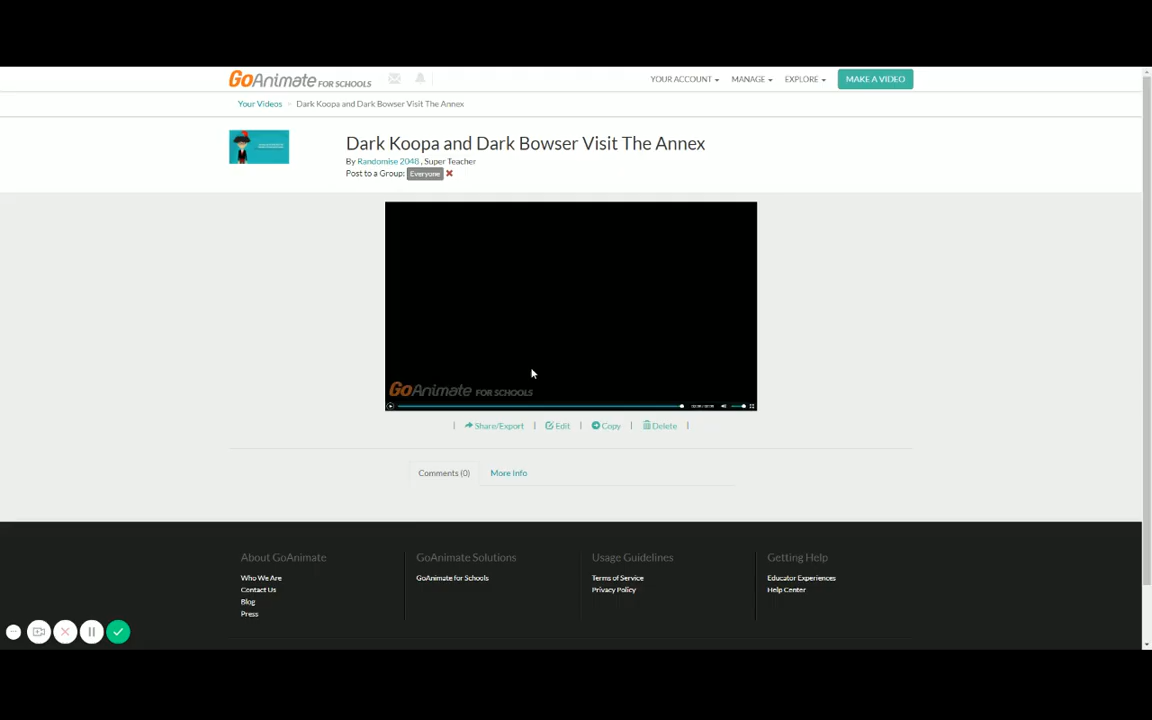 GoAnimate FOR SCHOOLS
YOUR ACCOUNT MANAGE EXPLORE MAKE A VIDEO
Your Videos > Dark Koopa and Dark Bowser Visit The Annex
Dark Koopa and Dark Bowser Visit The Annex
By Randomise 2048 , Super Teacher
Post to a Group: Everyone
GoAnimate FOR SCHOOLS
| Share/Export | Edit | Copy | Delete |
Comments (0) More Info
About GoAnimate
Who We Are
Contact Us
Blog
Press
GoAnimate Solutions
GoAnimate for Schools
Usage Guidelines
Terms of Service
Privacy Policy
Getting Help
Educator Experiences
Help Center